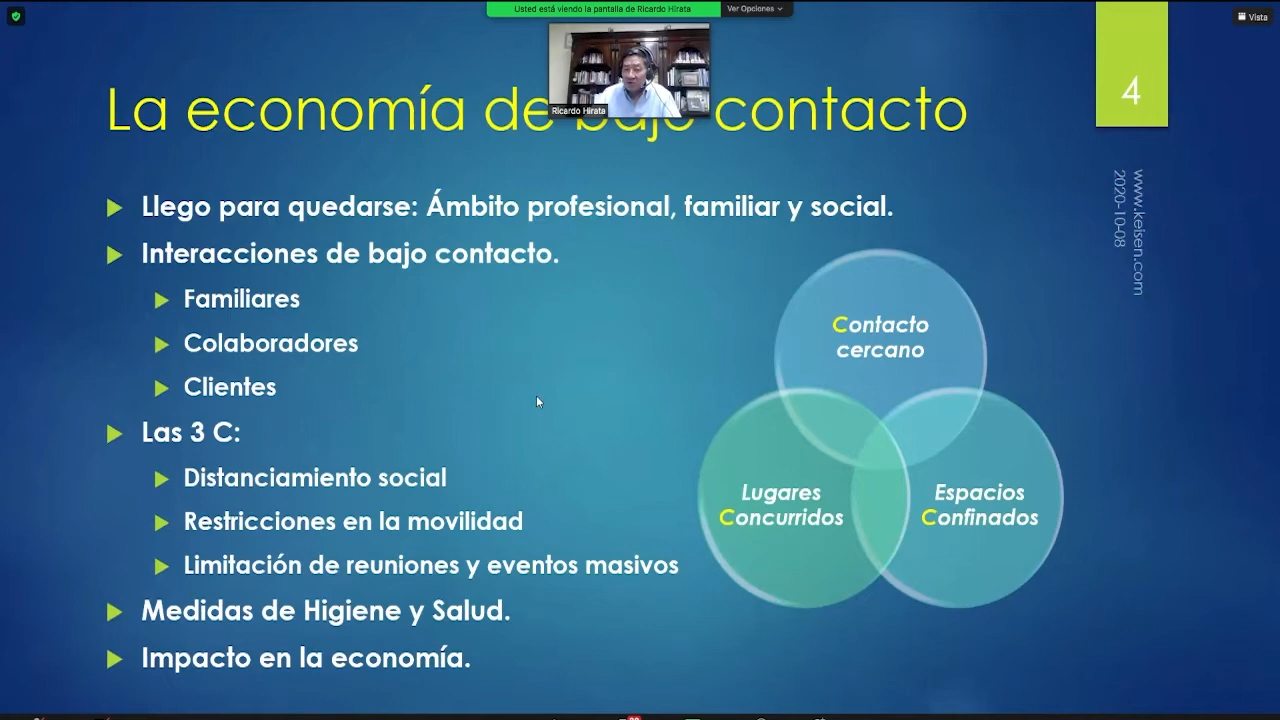 Usted está viendo la pantalla de Ricardo Hirata
Ver Opciones
Vista
Ricardo Hirata
La economía de bajo contacto
4
www.keisen.com
2020-10-08
Llego para quedarse: Ámbito profesional, familiar y social.
Interacciones de bajo contacto.
Familiares
Colaboradores
Clientes
Las 3 C:
Distanciamiento social
Restricciones en la movilidad
Limitación de reuniones y eventos masivos
Medidas de Higiene y Salud.
Impacto en la economía.
Contacto
cercano
Lugares
Concurridos
Espacios
Confinados